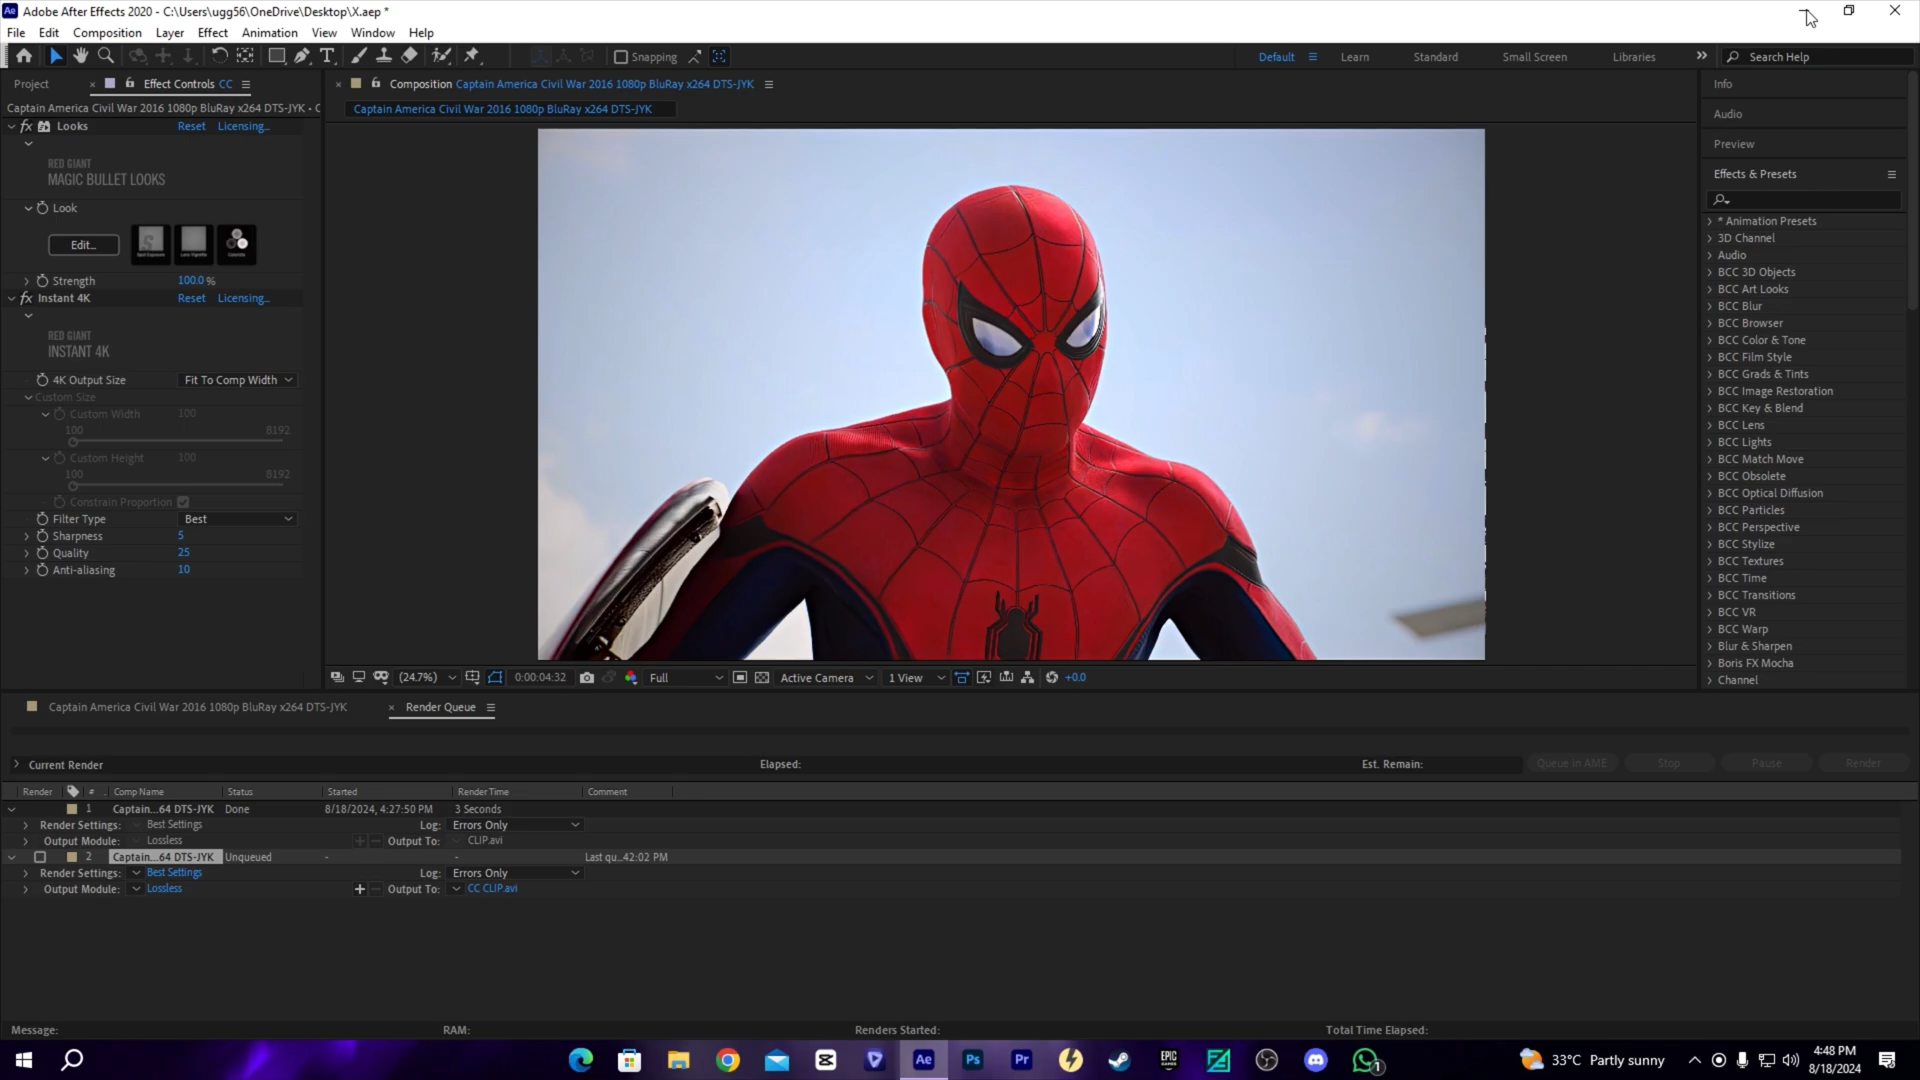 Adobe After Effects 2020 - C:\Users\ugg56\OneDrive\Desktop\X.aep *
File Edit Composition Layer Effect Animation View Window Help
Snapping
Default Learn Standard Small Screen Libraries Search Help
Project Effect Controls CC
Captain America Civil War 2016 1080p BluRay x264 DTS-JYK • C
Looks Reset Licensing...
RED GIANT
MAGIC BULLET LOOKS
Look
Edit...
Strength 100.0 %
Instant 4K Reset Licensing...
RED GIANT
INSTANT 4K
4K Output Size Fit To Comp Width
Custom Size
Custom Width 100
100 8192
Custom Height 100
100 8192
Constrain Proportion
Filter Type Best
Sharpness 5
Quality 25
Anti-aliasing 10
Composition Captain America Civil War 2016 1080p BluRay x264 DTS-JYK
Captain America Civil War 2016 1080p BluRay x264 DTS-JYK
(24.7%) 0:00:04:32 Full Active Camera 1 View +0.0
Info
Audio
Preview
Effects & Presets
* Animation Presets
3D Channel
Audio
BCC 3D Objects
BCC Art Looks
BCC Blur
BCC Browser
BCC Color & Tone
BCC Film Style
BCC Grads & Tints
BCC Image Restoration
BCC Key & Blend
BCC Lens
BCC Lights
BCC Match Move
BCC Obsolete
BCC Optical Diffusion
BCC Particles
BCC Perspective
BCC Stylize
BCC Textures
BCC Time
BCC Transitions
BCC VR
BCC Warp
Blur & Sharpen
Boris FX Mocha
Channel
Captain America Civil War 2016 1080p BluRay x264 DTS-JYK Render Queue
Current Render Elapsed: Est. Remain: Queue in AME Stop Pause Render
Render # Comp Name Status Started Render Time Comment
1 Captain...64 DTS-JYK Done 8/18/2024, 4:27:50 PM 3 Seconds
Render Settings: Best Settings Log: Errors Only
Output Module: Lossless Output To: CLIP.avi
2 Captain...64 DTS-JYK Unqueued - - Last qu...42:02 PM
Render Settings: Best Settings Log: Errors Only
Output Module: Lossless Output To: CC CLIP.avi
Message: RAM: Renders Started: Total Time Elapsed:
33°C Partly sunny
4:48 PM
8/18/2024